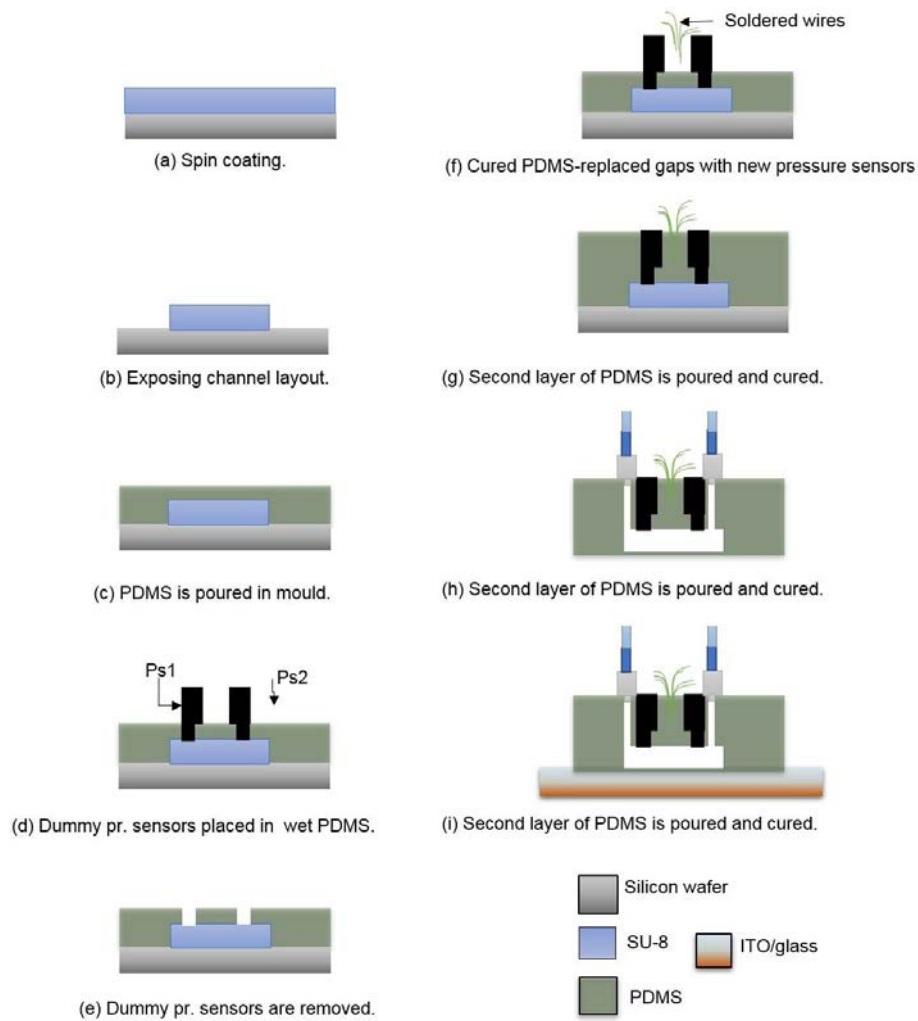 (a) Spin coating.
(b) Exposing channel layout.
(c) PDMS is poured in mould.
Ps1
Ps2
(d) Dummy pr. sensors placed in wet PDMS.
(e) Dummy pr. sensors are removed.
Soldered wires
(f) Cured PDMS-replaced gaps with new pressure sensors
(g) Second layer of PDMS is poured and cured.
(h) Second layer of PDMS is poured and cured.
(i) Second layer of PDMS is poured and cured.
Silicon wafer
SU-8
ITO/glass
PDMS